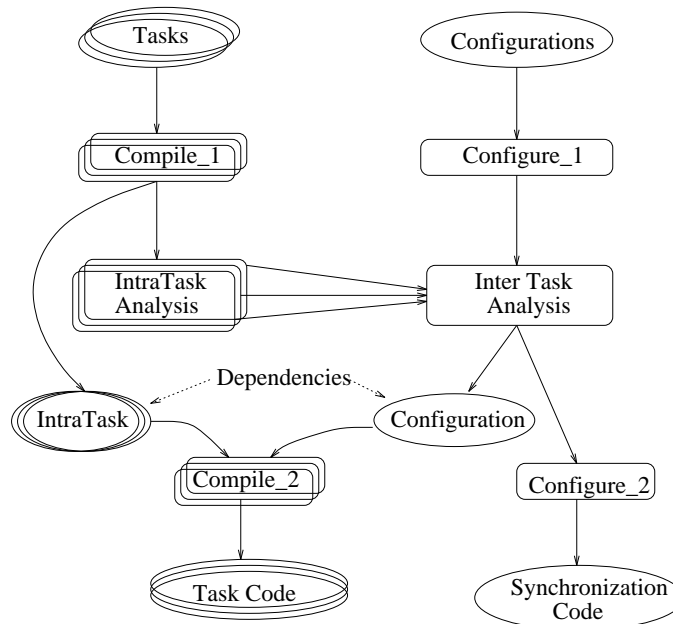 Tasks
Configurations
Compile_1
Configure_1
IntraTask
Analysis
Inter Task
Analysis
Dependencies
IntraTask
Configuration
Compile_2
Configure_2
Task Code
Synchronization
Code